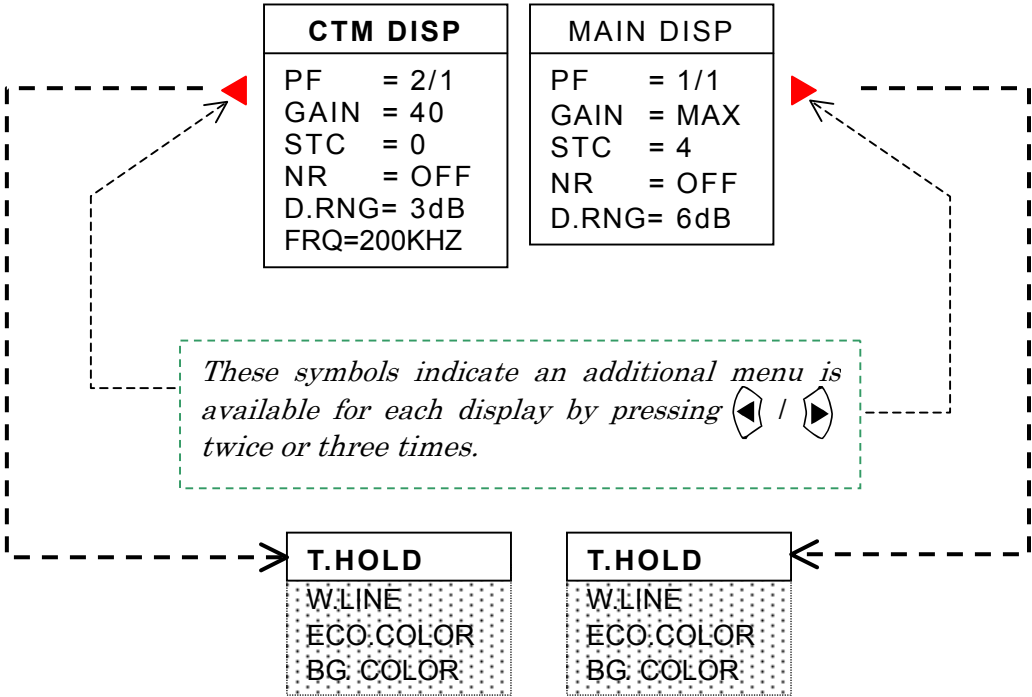 CTM DISP
PF = 2/1
GAIN = 40
STC = 0
NR = OFF
D.RNG= 3dB
FRQ=200KHZ
MAIN DISP
PF = 1/1
GAIN = MAX
STC = 4
NR = OFF
D.RNG= 6dB
These symbols indicate an additional menu is
available for each display by pressing ◀ / ▶
twice or three times.
T.HOLD
W.LINE
ECO.COLOR
BG. COLOR
T.HOLD
W.LINE
ECO.COLOR
BG. COLOR